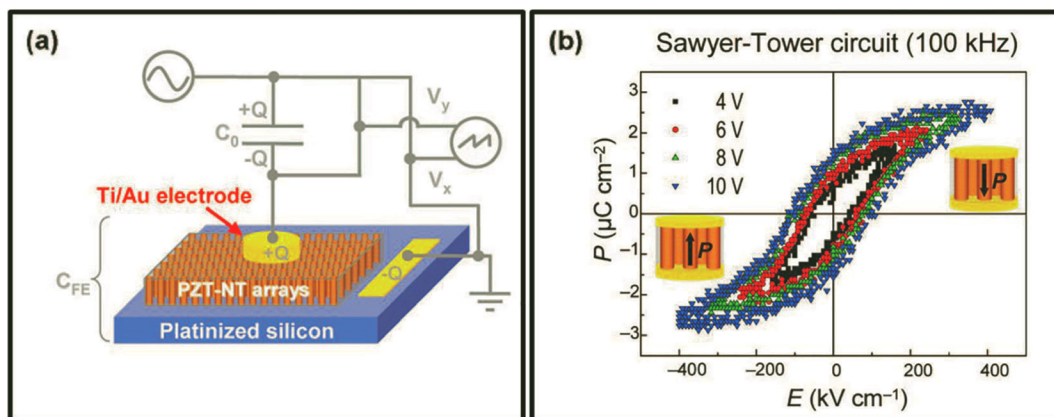 (a)
+Q
C0
-Q
Vy
Vx
Ti/Au electrode
+Q
CFE
PZT-NT arrays
-Q
Platinized silicon
(b)
Sawyer-Tower circuit (100 kHz)
3
2
1
0
−1
−2
−3
P (μC cm−2)
4 V
6 V
8 V
10 V
P
P
−400
−200
0
200
400
E (kV cm−1)